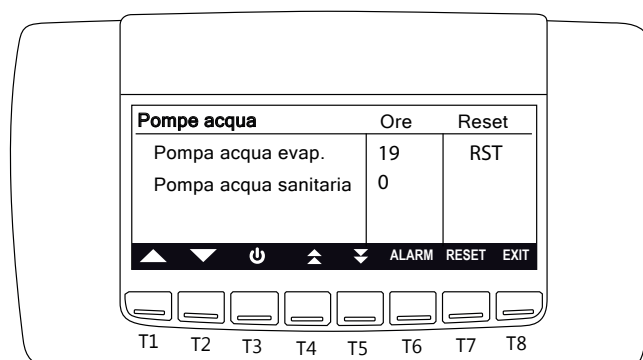 Pompe acqua Ore Reset
Pompa acqua evap. 19 RST
Pompa acqua sanitaria 0
ALARM RESET EXIT
T1 T2 T3 T4 T5 T6 T7 T8